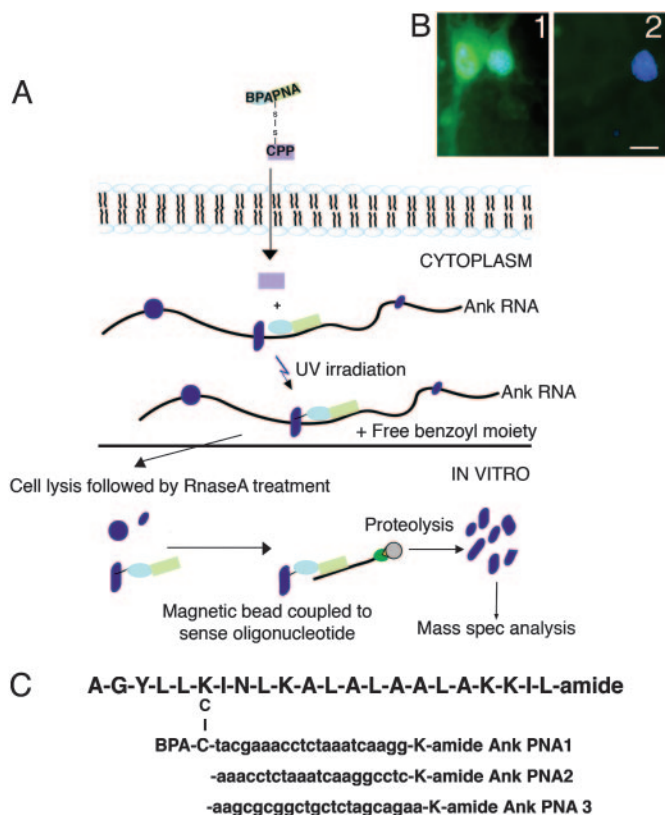 A
BPAPNA
S
S
CPP
B
1
2
CYTOPLASM
+
Ank RNA
UV irradiation
Ank RNA
+ Free benzoyl moiety
IN VITRO
Cell lysis followed by RnaseA treatment
Proteolysis
Magnetic bead coupled to
sense oligonucleotide
Mass spec analysis
C
A-G-Y-L-L-K-I-N-L-K-A-L-A-L-A-A-L-A-K-K-I-L-amide
C
BPA-C-tacgaaacctctaaatcaagg-K-amide Ank PNA1
-aaacctctaaatcaaggcctc-K-amide Ank PNA2
-aagcgcggctgctctagcagaa-K-amide Ank PNA 3